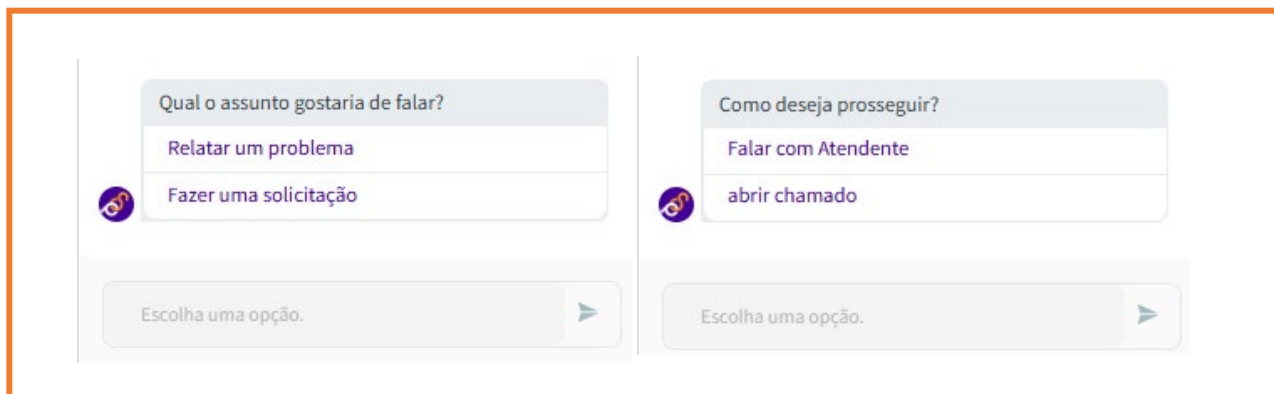 Qual o assunto gostaria de falar?
Relatar um problema
Fazer uma solicitação
Escolha uma opção.
Como deseja prosseguir?
Falar com Atendente
abrir chamado
Escolha uma opção.